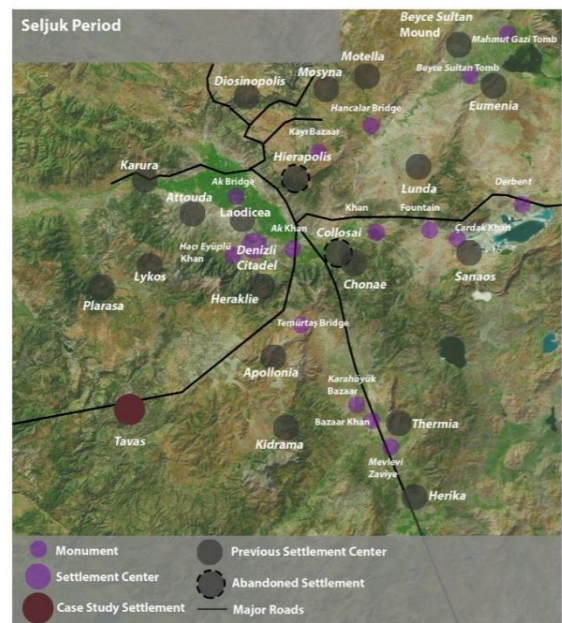 Seljuk Period
Beyce Sultan
Mound
Mahmut Gazi Tomb
Motella
Mosyna
Beyce Sultan Tomb
Diosinopolis
Eumenia
Hancalar Bridge
Kayı Bazaar
Hierapolis
Karura
Lunda
Ak Bridge
Derbent
Attouda
Khan
Fountain
Laodicea
Ak Khan
Collosai
Çardak Khan
Hacı Eyüplü
Khan
Denizli
Citadel
Lykos
Chonae
Sanaos
Plarasa
Heraklie
Temürtaş Bridge
Apollonia
Karahöyük
Bazaar
Bazaar Khan
Thermia
Tavas
Kidrama
Mevlevi
Zaviye
Herika
Monument
Previous Settlement Center
Settlement Center
Abandoned Settlement
Case Study Settlement
Major Roads